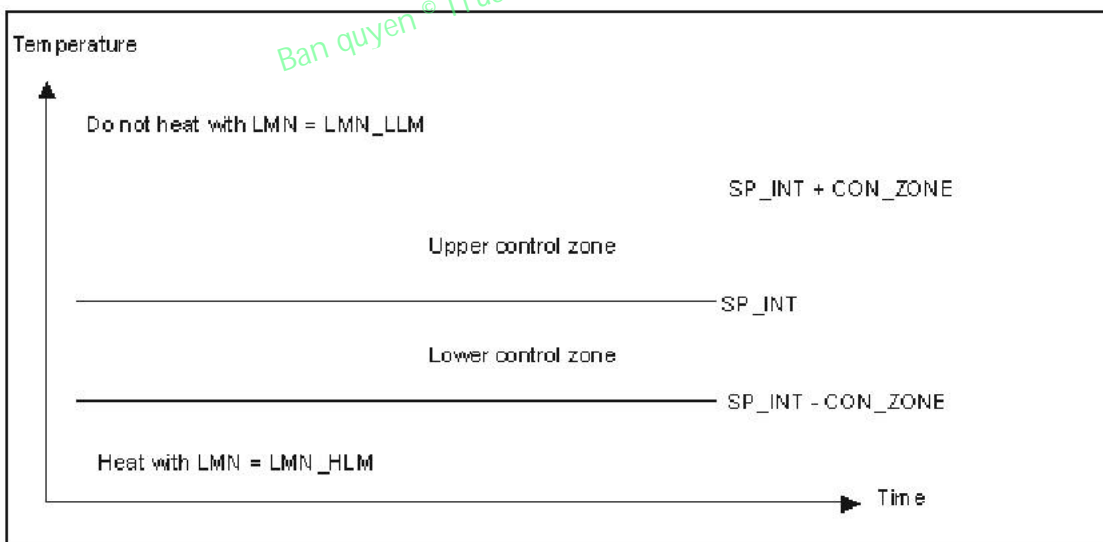 Ban quyen ©
Temperature
Do not heat with LMN = LMN_LLM
SP_INT + CON_ZONE
Upper control zone
SP_INT
Lower control zone
SP_INT - CON_ZONE
Heat with LMN = LMN_HLM
Time